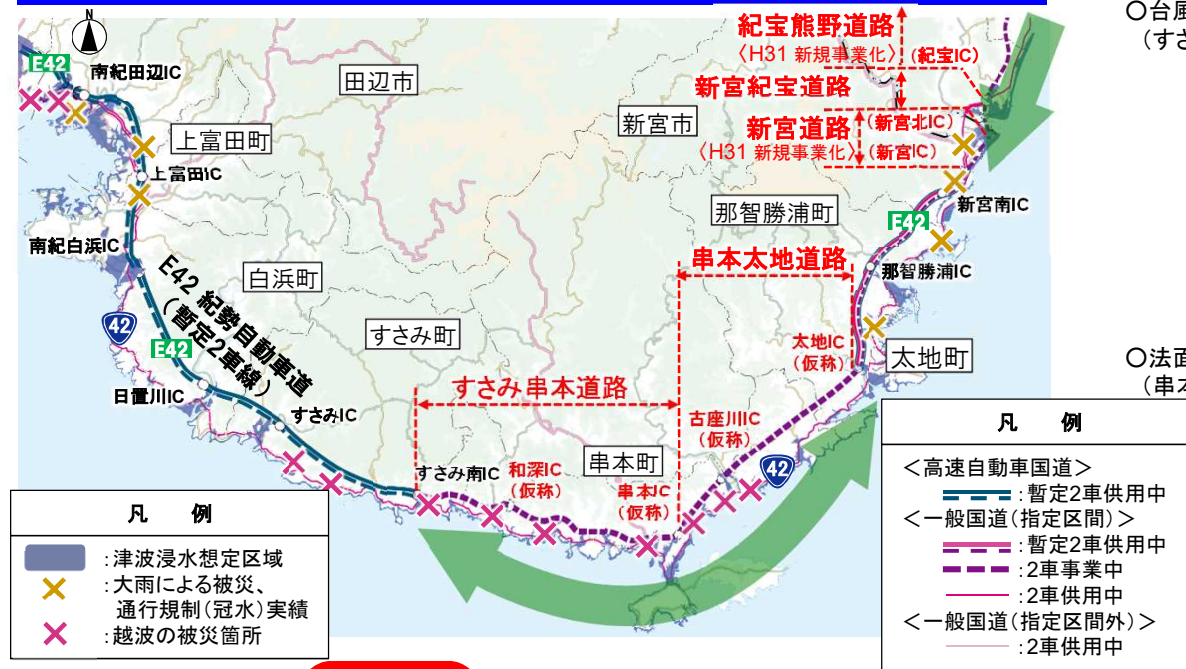 N
E42
南紀田辺IC
田辺市
上富田町
上富田IC
南紀白浜IC
白浜町
E42 紀勢自動車道
(暫定2車線)
42
E42
すさみ町
日置川IC
すさみIC
すさみ串本道路
すさみ南IC
和深IC
(仮称)
串本町
串本IC
(仮称)
古座川IC
(仮称)
42
串本太地道路
太地IC
(仮称)
太地町
那智勝浦IC
那智勝浦町
E42
新宮南IC
新宮市
紀宝熊野道路
〈H31 新規事業化〉
(紀宝IC)
新宮紀宝道路
新宮道路
(新宮北IC)
〈H31 新規事業化〉
(新宮IC)
〇台風
(すさ
〇法面
(串本
凡 例
:津波浸水想定区域
:大雨による被災、
通行規制(冠水)実績
:越波の被災箇所
凡 例
<高速自動車国道>
:暫定2車供用中
<一般国道(指定区間)>
:暫定2車供用中
:2車事業中
:2車供用中
<一般国道(指定区間外)>
:2車供用中